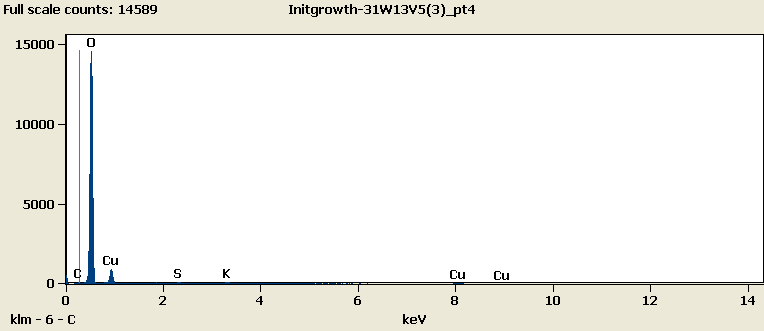 Full scale counts: 14589 Initgrowth-31W13V5(3)_pt4
15000
O
10000
5000
Cu
C S K Cu Cu
0
0 2 4 6 8 10 12 14
klm - 6 - C keV